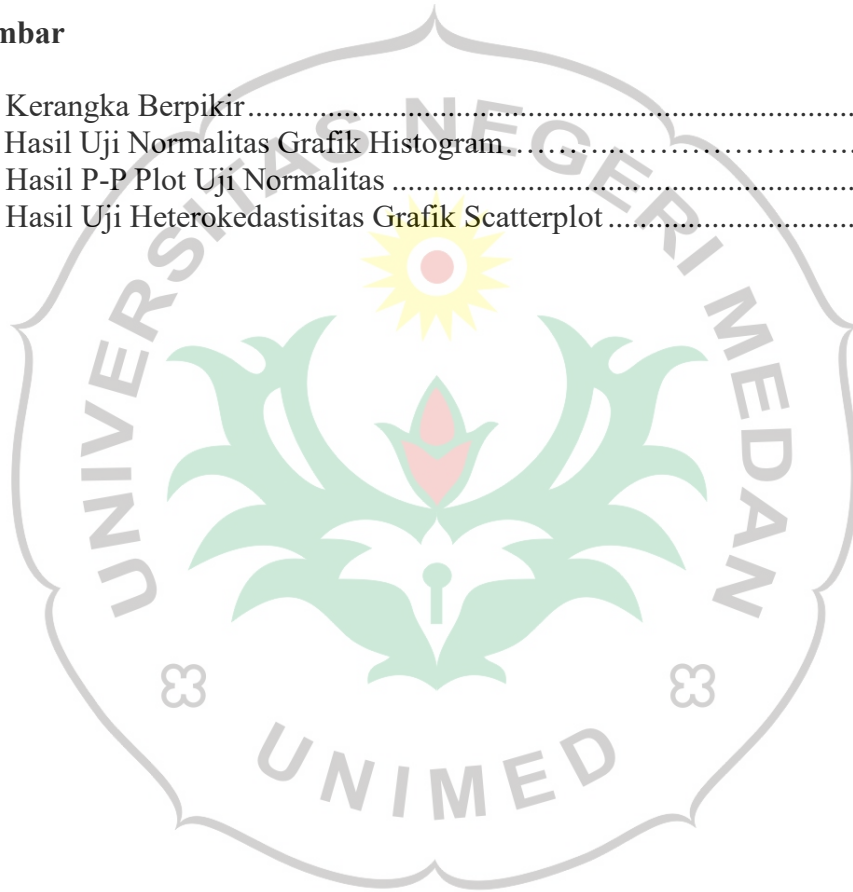 mbar
Kerangka Berpikir...............................................................................
Hasil Uji Normalitas Grafik Histogram……………………………………
Hasil P-P Plot Uji Normalitas ..........................................................
Hasil Uji Heterokedastisitas Grafik Scatterplot ...............................
UNIVERSITAS NEGERI MEDAN
UNIMED